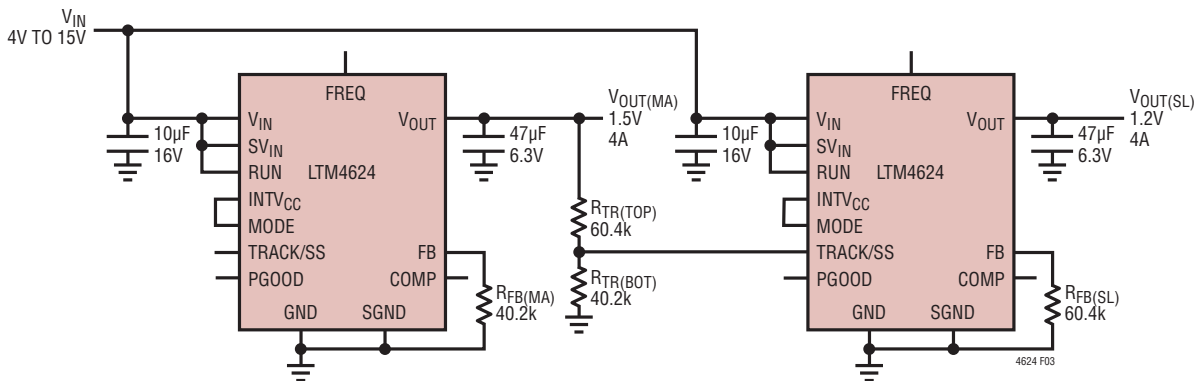 VIN
4V TO 15V
10µF
16V
FREQ
VIN
SVIN
RUN
INTVCC
MODE
TRACK/SS
PGOOD
LTM4624
VOUT
FB
COMP
GND
SGND
47µF
6.3V
VOUT(MA)
1.5V
4A
RFB(MA)
40.2k
RTR(TOP)
60.4k
RTR(BOT)
40.2k
10µF
16V
FREQ
VIN
SVIN
RUN
INTVCC
MODE
TRACK/SS
PGOOD
LTM4624
VOUT
FB
COMP
GND
SGND
47µF
6.3V
VOUT(SL)
1.2V
4A
RFB(SL)
60.4k
4624 F03